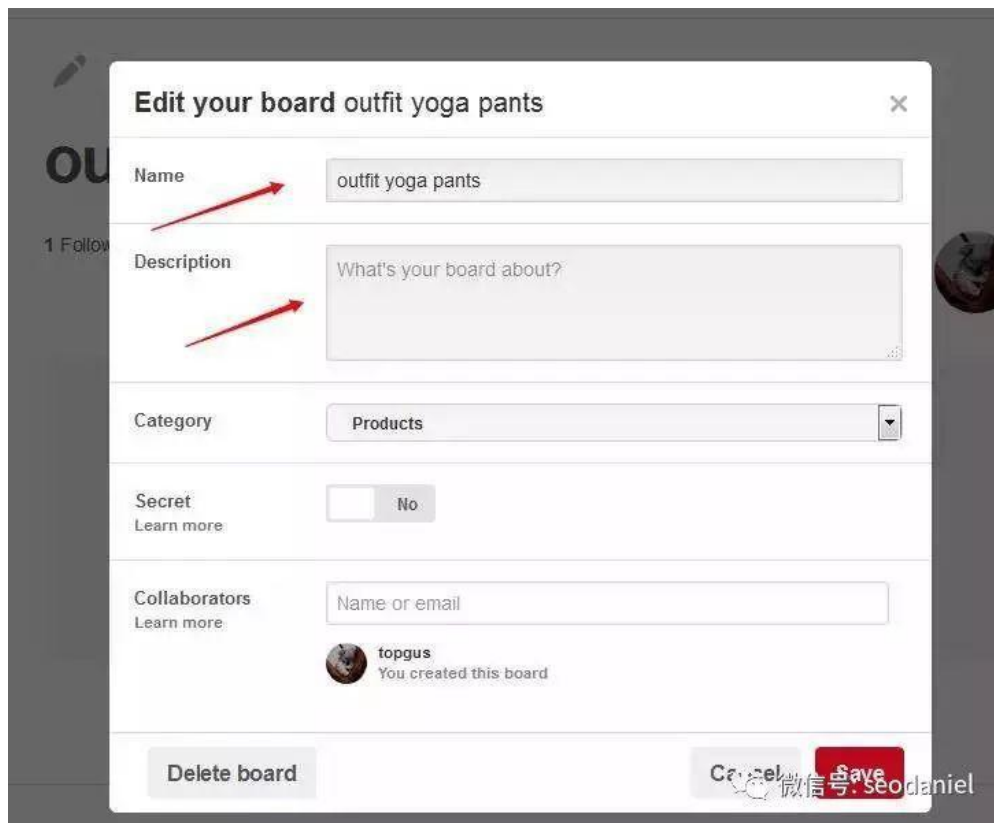 Edit your board outfit yoga pants
ou
1 Follow
Name
outfit yoga pants
Description
What's your board about?
Category
Products
Secret
Learn more
No
Collaborators
Learn more
Name or email
topgus
You created this board
Delete board
Cancel
Save
微信号: seodaniel